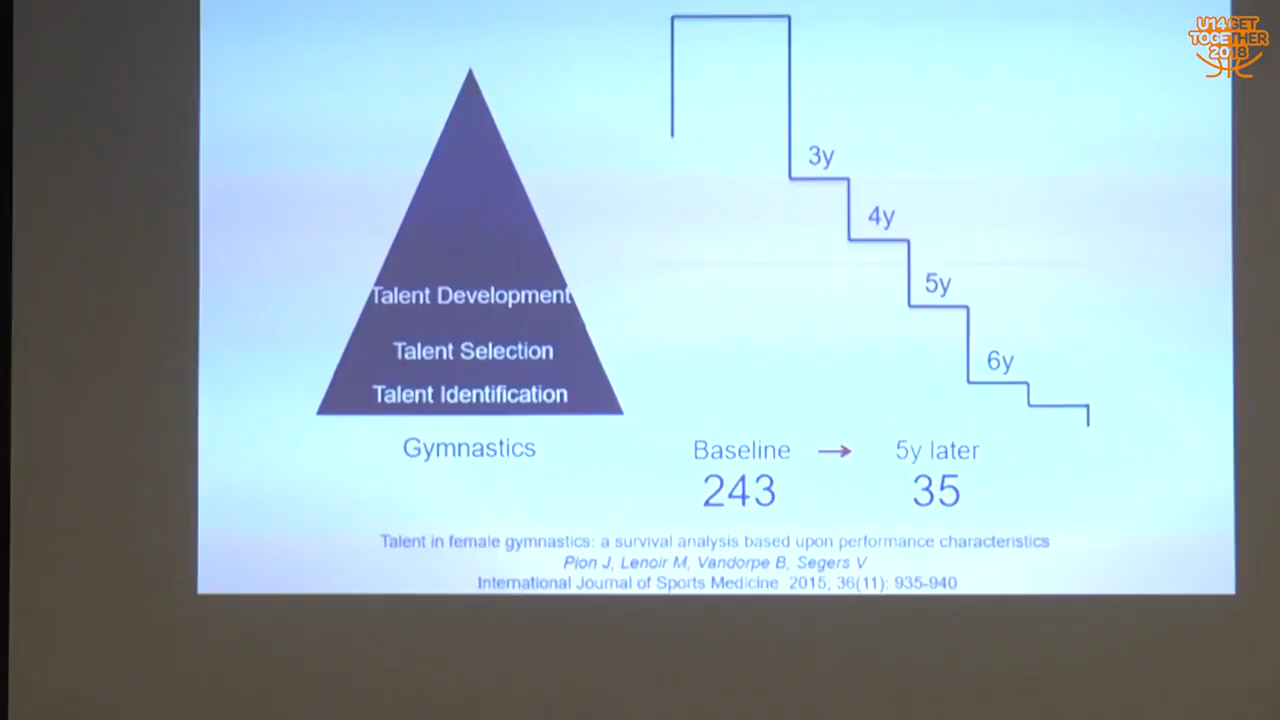 U14 GET
TOGETHER
2018
3y
4y
5y
6y
Talent Development
Talent Selection
Talent Identification
Gymnastics
Baseline → 5y later
243 35
Talent in female gymnastics: a survival analysis based upon performance characteristics
Pion J, Lenoir M, Vandorpe B, Segers V
International Journal of Sports Medicine 2015; 36(11): 935-940